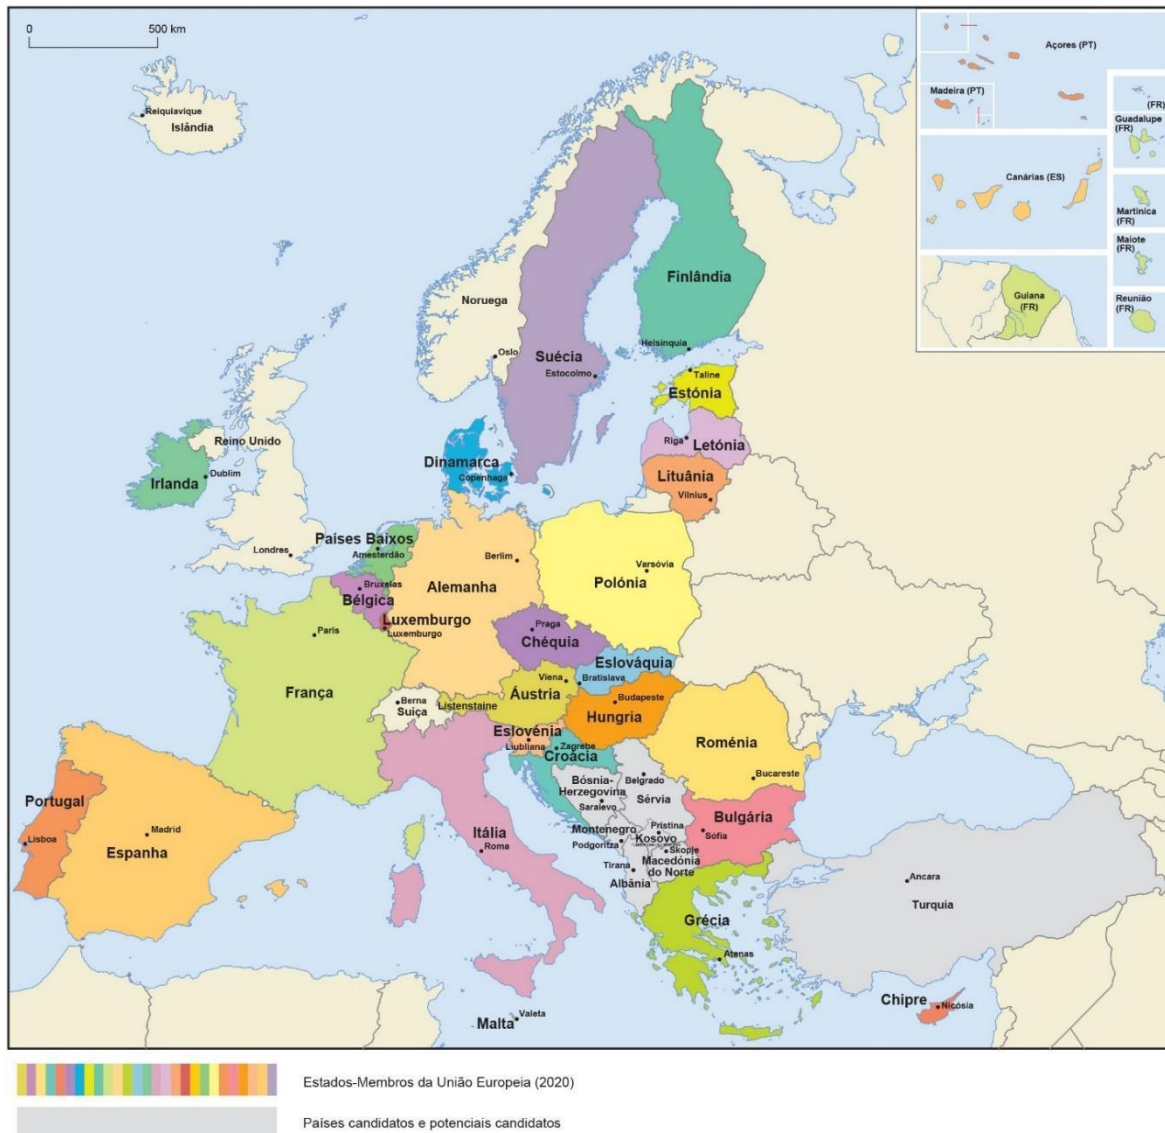 0 500 km
Açores (PT)
Madeira (PT)
(FR)
Guadalupe
(FR)
Canárias (ES)
Martinica
(FR)
Maiote
(FR)
Guiana
(FR)
Reunião
(FR)
Reiquiavique
Islândia
Finlândia
Noruega
Helsínquia
Oslo
Suécia
Estocolmo
Taline
Estónia
Riga
Letónia
Reino Unido
Dinamarca
Copenhaga
Lituânia
Vilnius
Dublim
Irlanda
Países Baixos
Amesterdão
Londres
Berlim
Varsóvia
Polónia
Bruxelas
Bélgica
Alemanha
Luxemburgo
Luxemburgo
Paris
Praga
Chéquia
Eslováquia
Bratislava
Viena
Áustria
França
Berna
Suiça
Listenstaine
Budapeste
Hungria
Eslovénia
Liubliana
Zagrebe
Croácia
Roménia
Bucareste
Bósnia-
Herzegovina
Saraievo
Belgrado
Sérvia
Portugal
Lisboa
Madrid
Espanha
Itália
Roma
Montenegro
Podgoritza
Pristina
Kosovo
Bulgária
Sófia
Skopje
Macedónia
do Norte
Tirana
Albânia
Ancara
Turquia
Grécia
Atenas
Chipre
Nicósia
Malta
Valeta
Estados-Membros da União Europeia (2020)
Países candidatos e potenciais candidatos